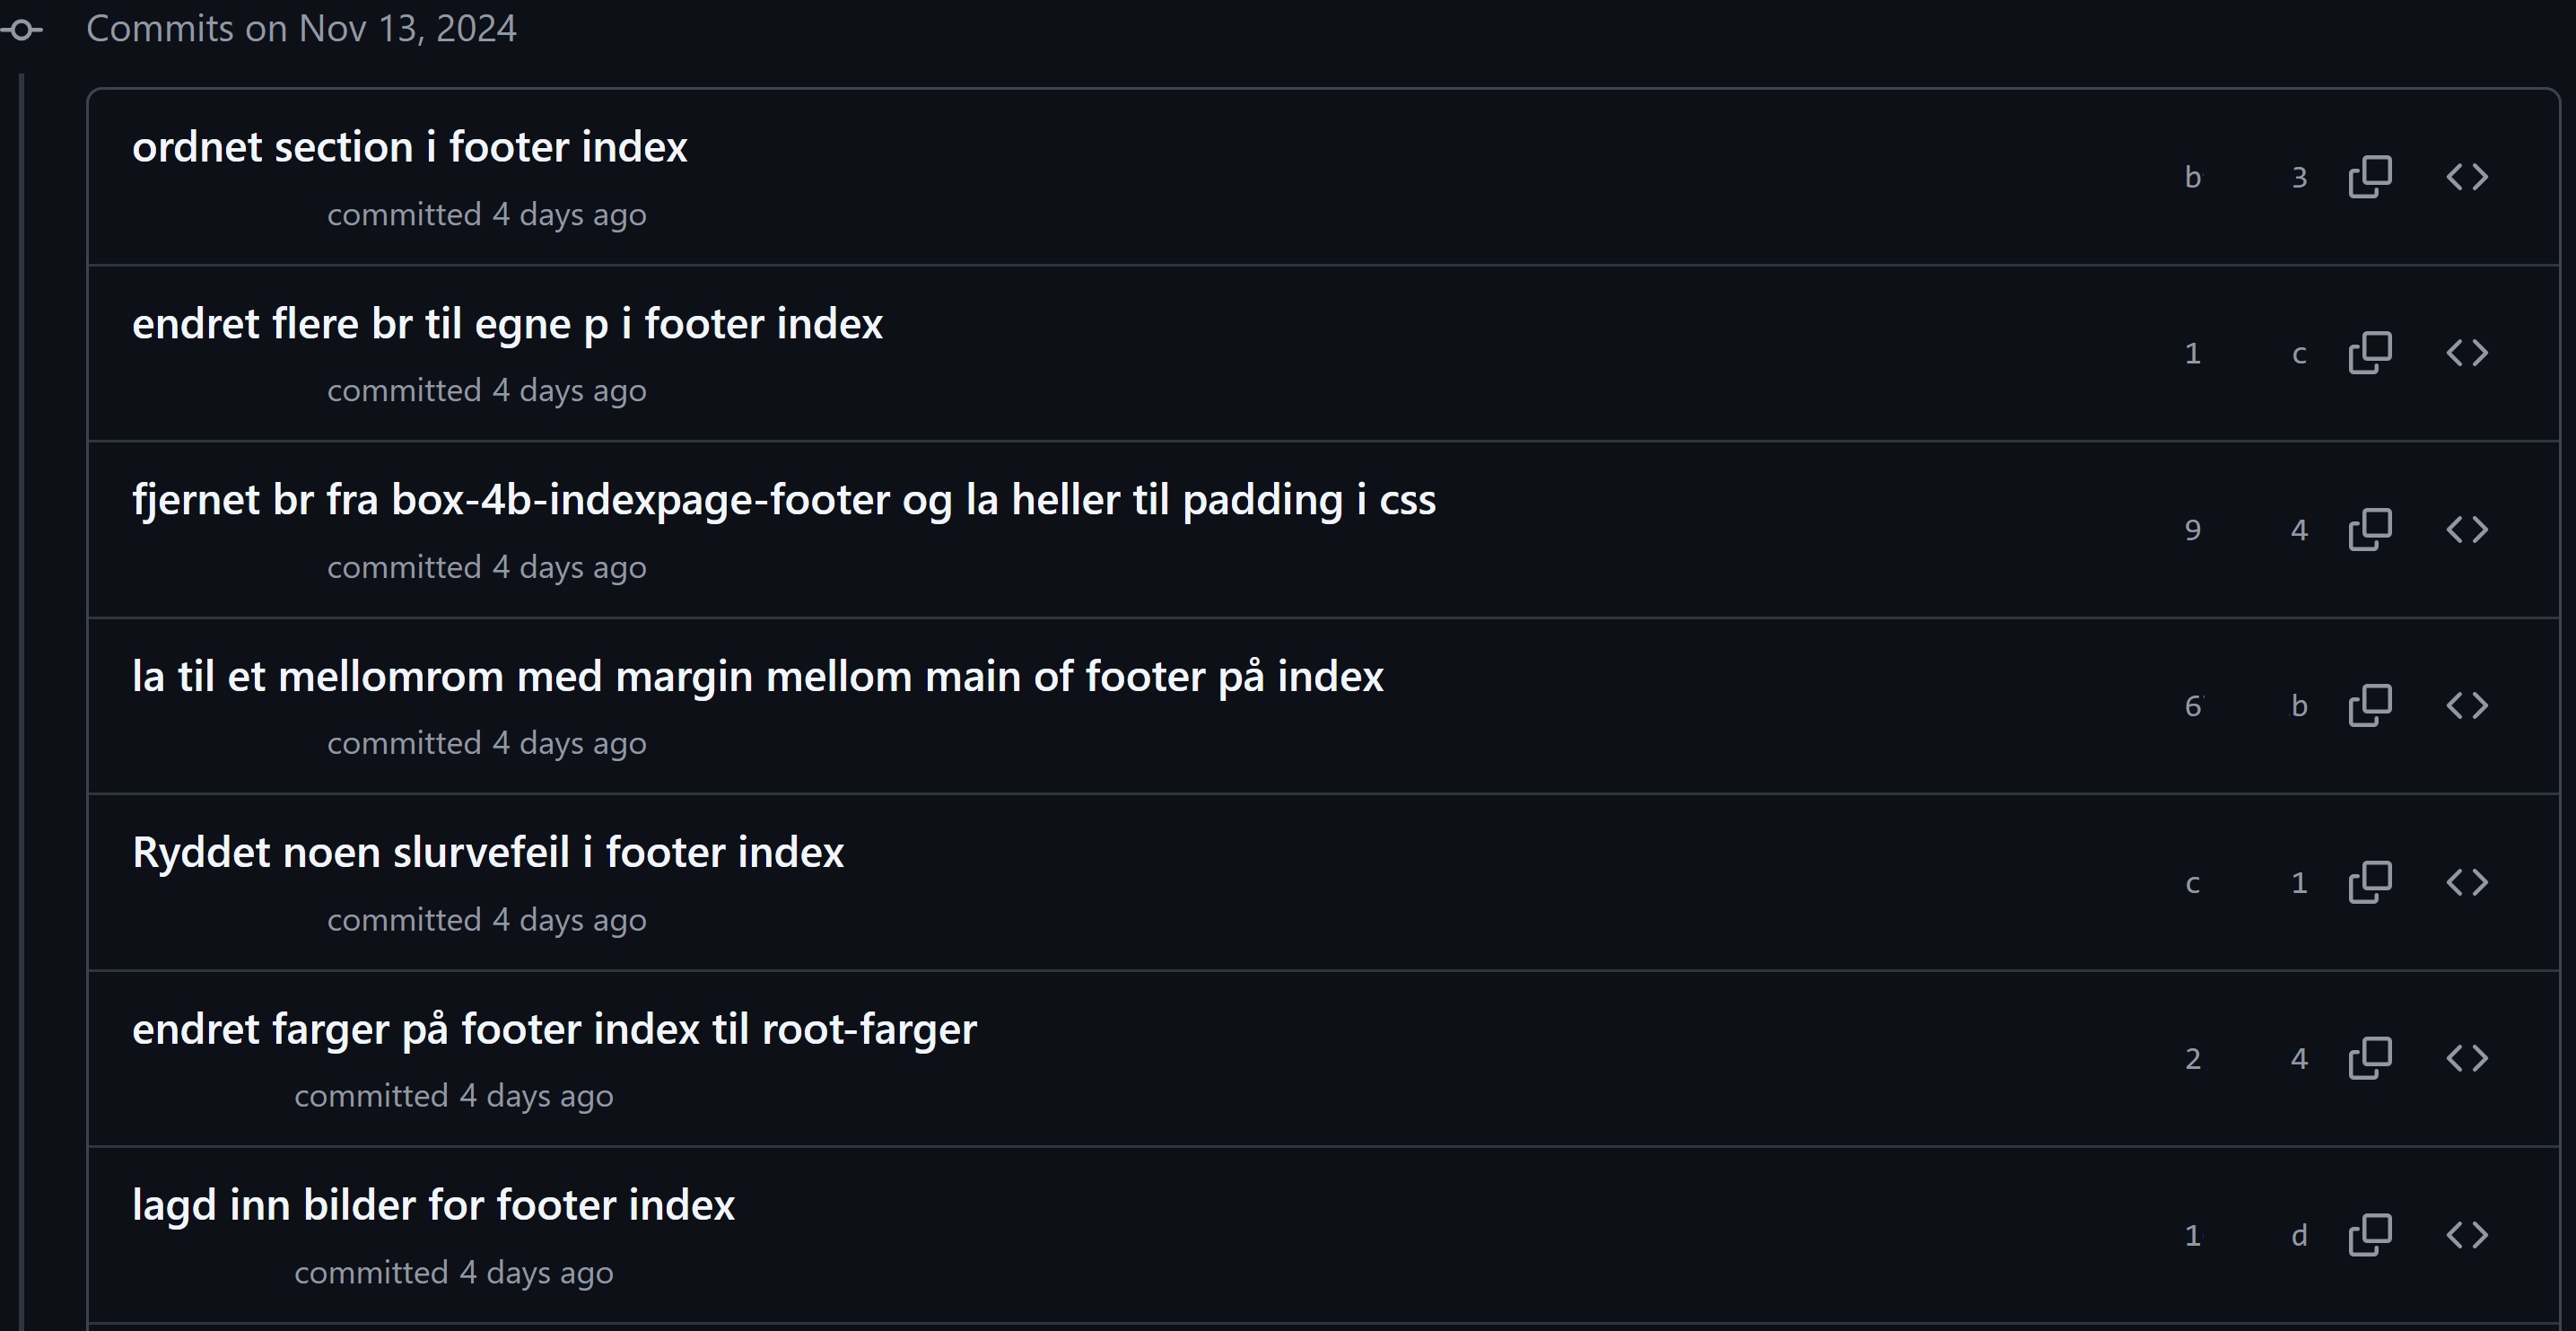 Commits on Nov 13, 2024
ordnet section i footer index
committed 4 days ago
b 3
endret flere br til egne p i footer index
committed 4 days ago
1 c
fjernet br fra box-4b-indexpage-footer og la heller til padding i css
committed 4 days ago
9 4
la til et mellomrom med margin mellom main of footer på index
committed 4 days ago
6 b
Ryddet noen slurvefeil i footer index
committed 4 days ago
c 1
endret farger på footer index til root-farger
committed 4 days ago
2 4
lagd inn bilder for footer index
committed 4 days ago
1 d